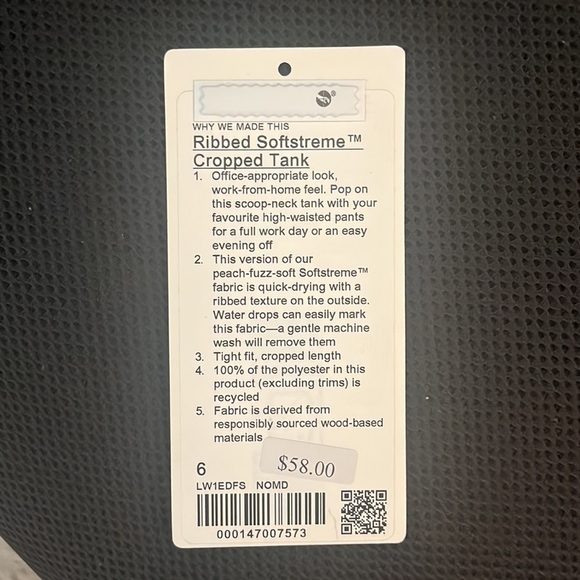 WHY WE MADE THIS
Ribbed Softstreme™
Cropped Tank
1. Office-appropriate look,
work-from-home feel. Pop on
this scoop-neck tank with your
favourite high-waisted pants
for a full work day or an easy
evening off
2. This version of our
peach-fuzz-soft Softstreme™
fabric is quick-drying with a
ribbed texture on the outside.
Water drops can easily mark
this fabric—a gentle machine
wash will remove them
3. Tight fit, cropped length
4. 100% of the polyester in this
product (excluding trims) is
recycled
5. Fabric is derived from
responsibly sourced wood-based
materials
$58.00
6
LW1EDFS NOMD
000147007573